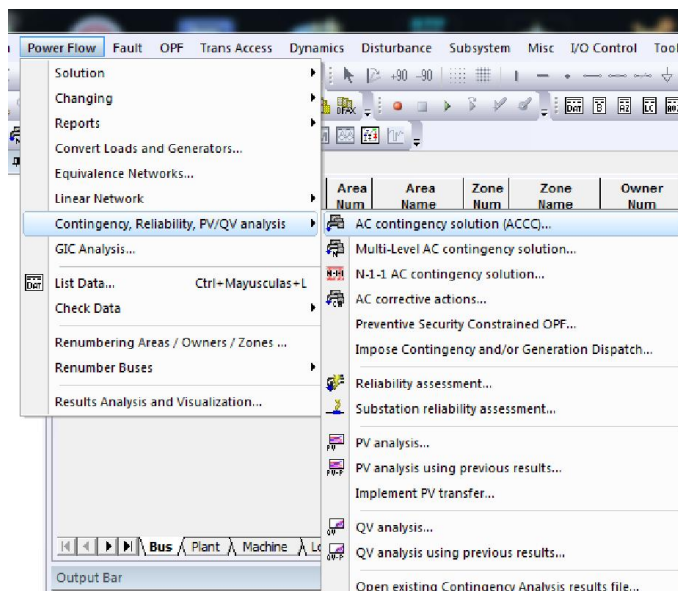 Power Flow Fault OPF Trans Access Dynamics Disturbance Subsystem Misc I/O Control Tool
+90 -90
Solution
Changing
Reports
Convert Loads and Generators...
Equivalence Networks...
Linear Network
Contingency, Reliability, PV/QV analysis
GIC Analysis...
List Data... Ctrl+Mayusculas+L
Check Data
Renumbering Areas / Owners / Zones ...
Renumber Buses
Results Analysis and Visualization...
Area Num Area Name Zone Num Zone Name Owner Num
AC contingency solution (ACCC)...
Multi-Level AC contingency solution...
N-1-1 AC contingency solution...
AC corrective actions...
Preventive Security Constrained OPF...
Impose Contingency and/or Generation Dispatch...
Reliability assessment...
Substation reliability assessment...
PV analysis...
PV analysis using previous results...
Implement PV transfer...
QV analysis...
QV analysis using previous results...
Open existing Contingency Analysis results file...
Bus Plant Machine Lo
Output Bar